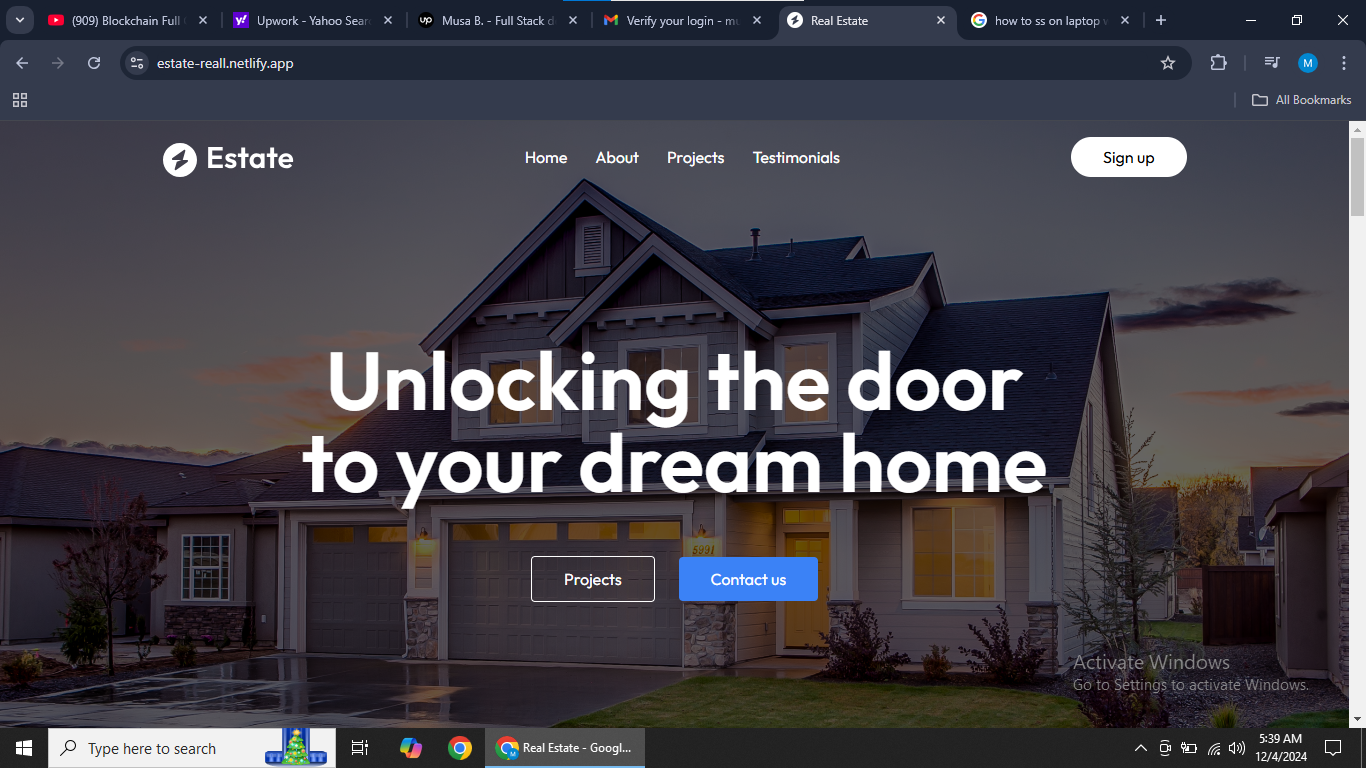 (909) Blockchain Full
Upwork - Yahoo Sear
up
Musa B. - Full Stack d
Verify your login - mu
Real Estate
how to ss on laptop w
estate-reall.netlify.app
M
All Bookmarks
Estate
Home
About
Projects
Testimonials
Sign up
Unlocking the door
to your dream home
5991
Projects
Contact us
Activate Windows
Go to Settings to activate Windows.
Type here to search
Real Estate - Googl...
5:39 AM
12/4/2024